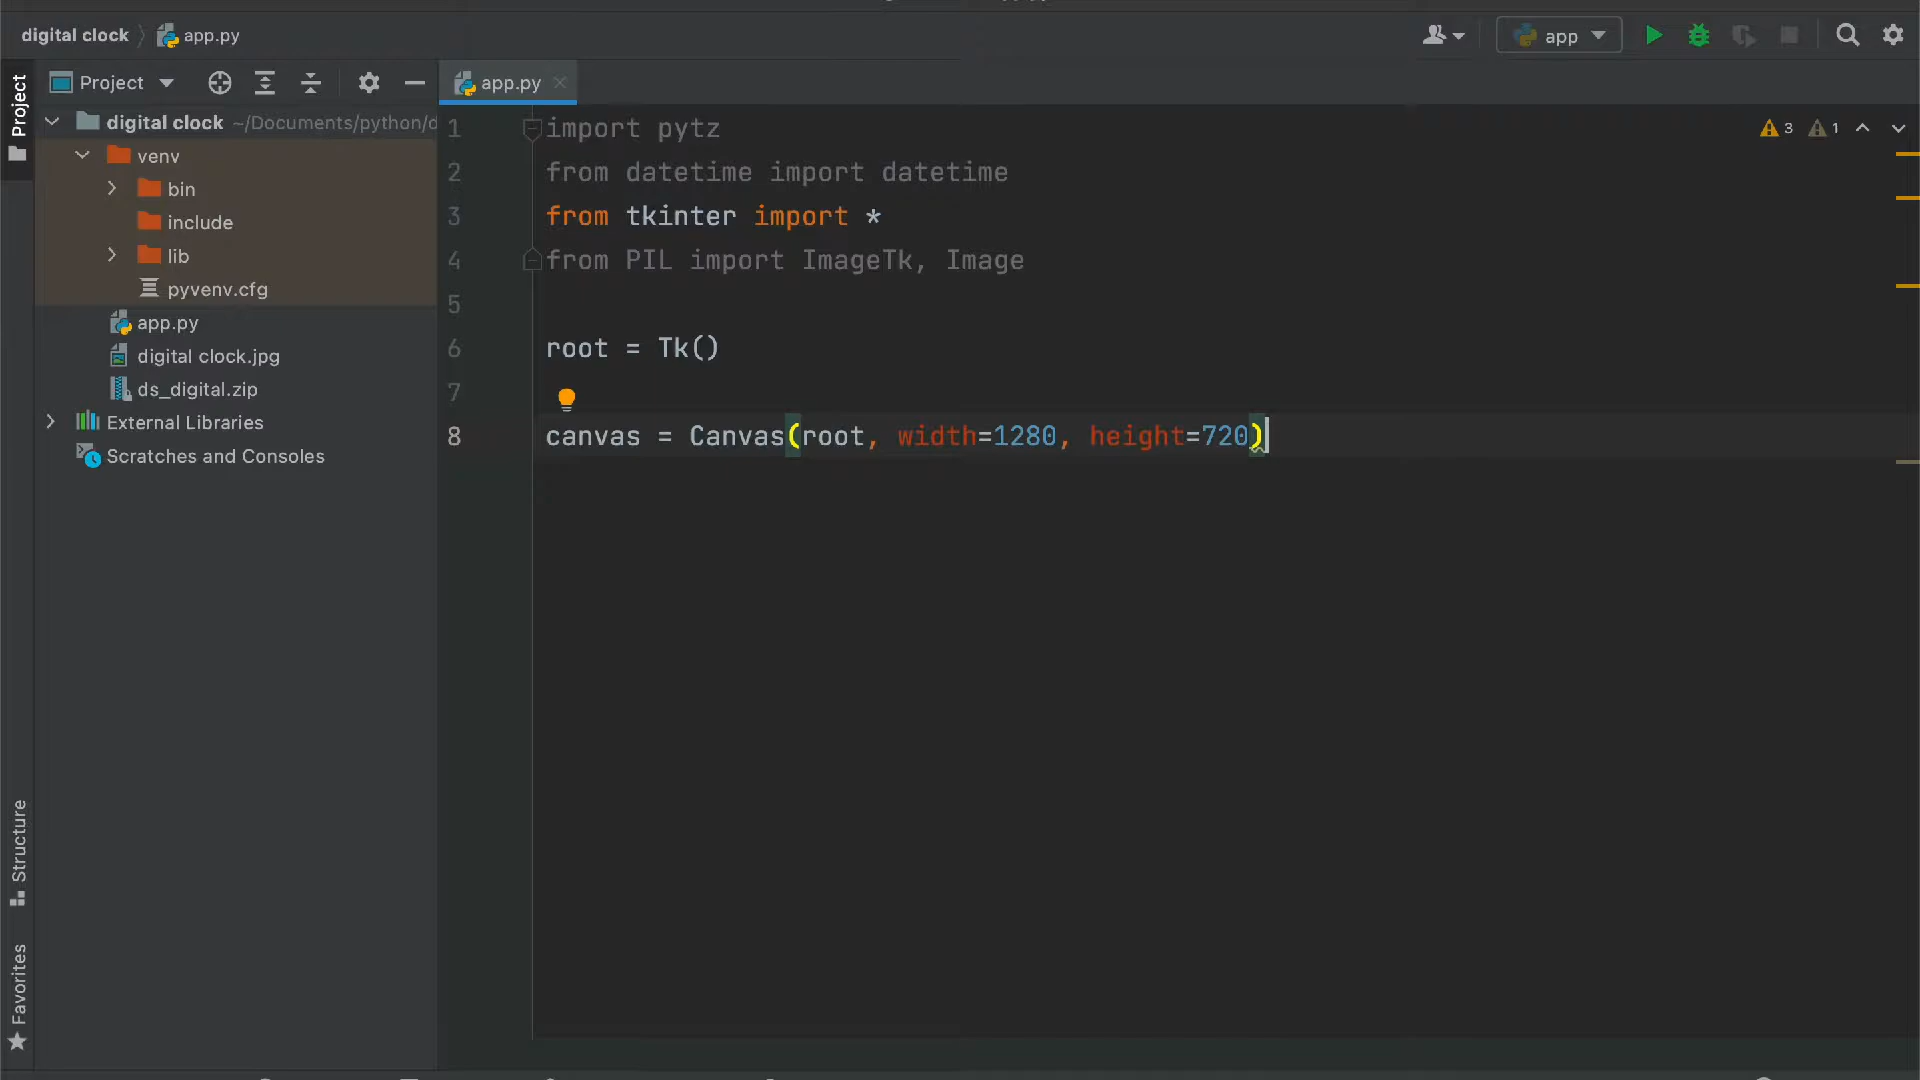 digital clock
app.py
app
Project
Project
digital clock ~/Documents/python/d
venv
bin
include
lib
pyvenv.cfg
app.py
digital clock.jpg
ds_digital.zip
External Libraries
Scratches and Consoles
Structure
Favorites
app.py
3
1
1 import pytz
2 from datetime import datetime
3 from tkinter import *
4 from PIL import ImageTk, Image
5
6 root = Tk()
7
8 canvas = Canvas(root, width=1280, height=720)